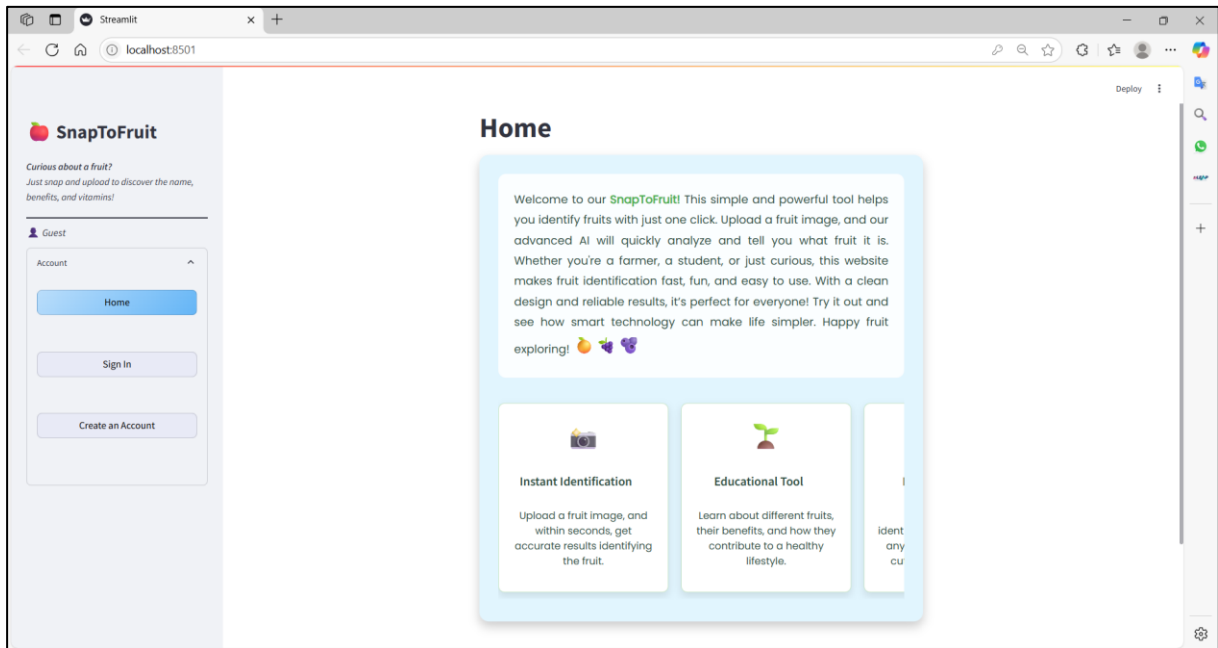 Streamlit
localhost:8501
Deploy
SnapToFruit
Curious about a fruit?
Just snap and upload to discover the name,
benefits, and vitamins!
Guest
Account
Home
Sign In
Create an Account
Home
Welcome to our SnapToFruit! This simple and powerful tool helps
you identify fruits with just one click. Upload a fruit image, and our
advanced AI will quickly analyze and tell you what fruit it is.
Whether you're a farmer, a student, or just curious, this website
makes fruit identification fast, fun, and easy to use. With a clean
design and reliable results, it's perfect for everyone! Try it out and
see how smart technology can make life simpler. Happy fruit
exploring!
Instant Identification
Upload a fruit image, and
within seconds, get
accurate results identifying
the fruit.
Educational Tool
Learn about different fruits,
their benefits, and how they
contribute to a healthy
lifestyle.
ident
any